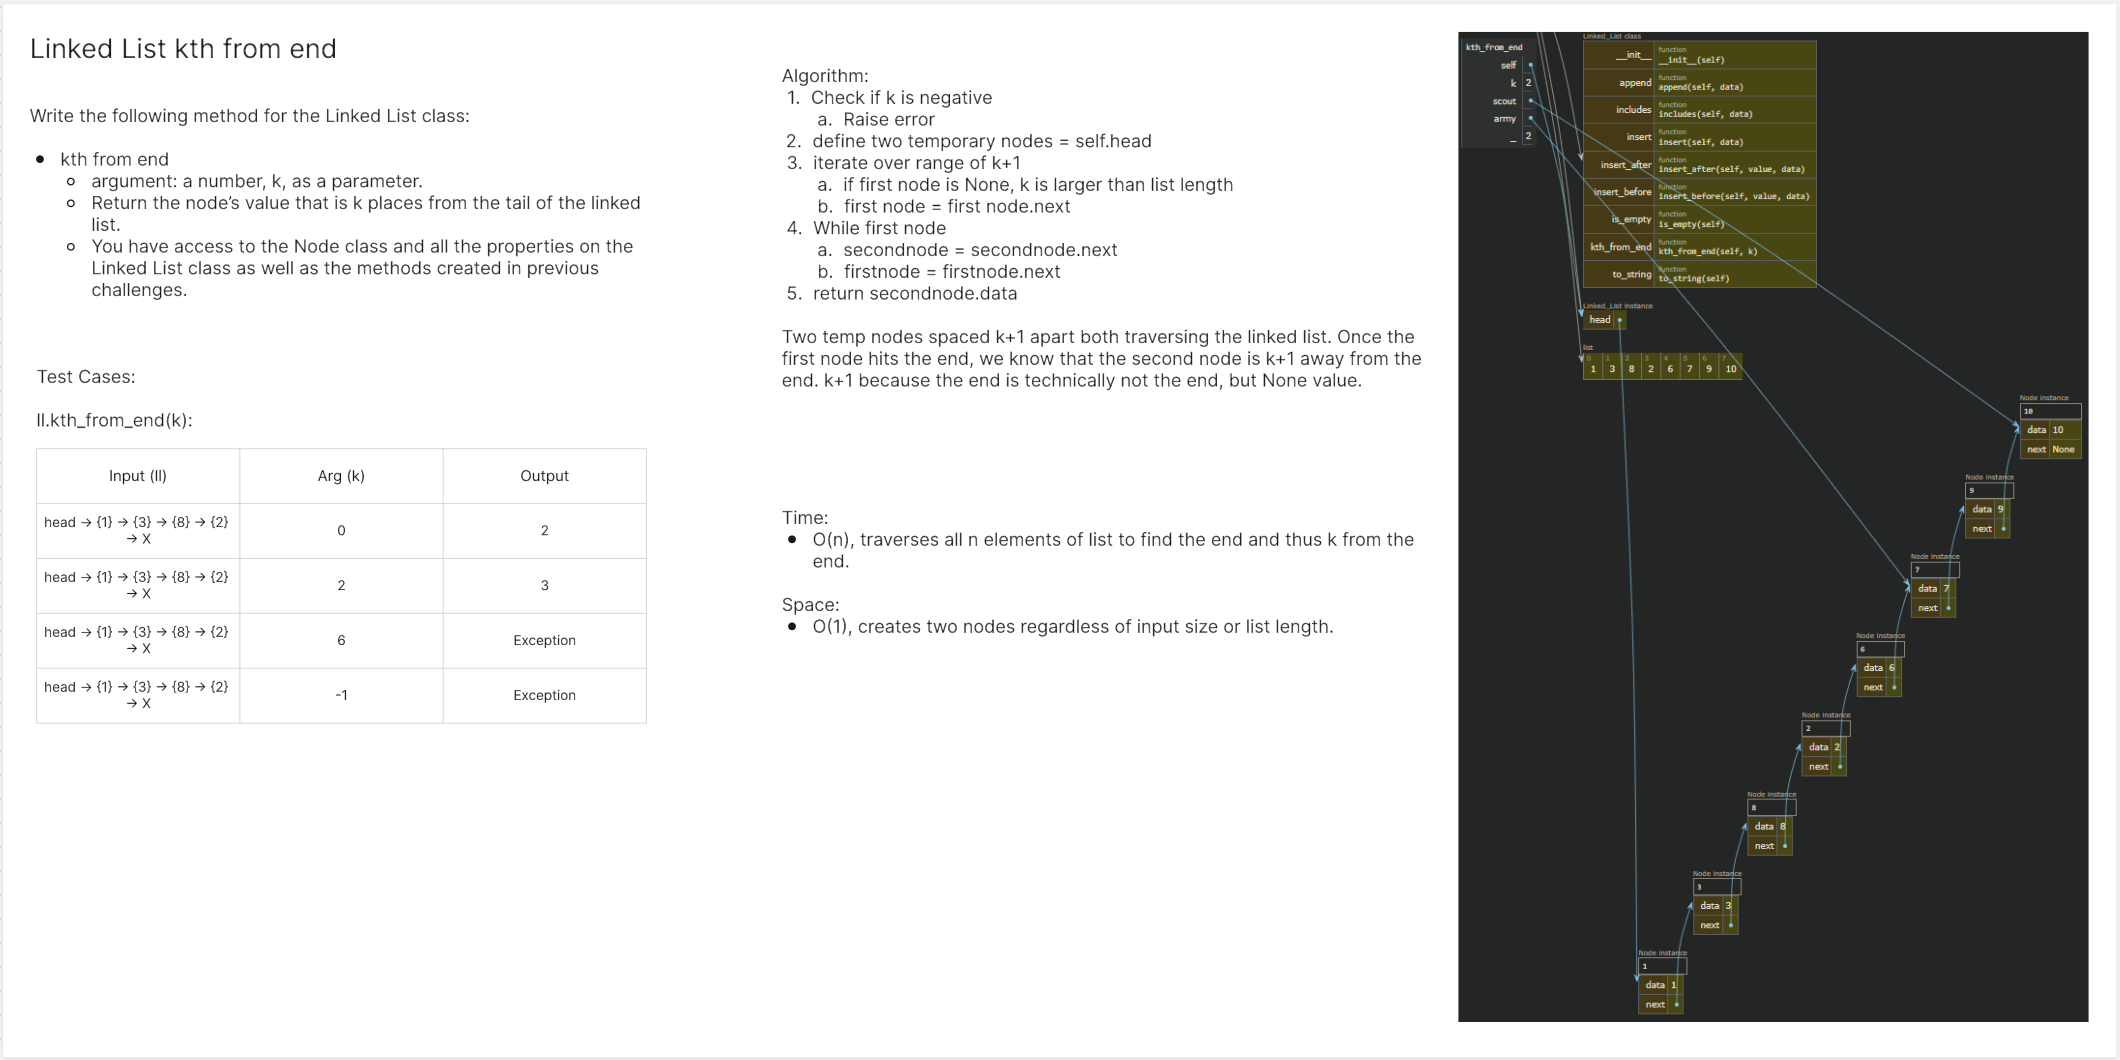 Linked List kth from end
Write the following method for the Linked List class:
● kth from end
○ argument: a number, k, as a parameter.
○ Return the node's value that is k places from the tail of the linked
list.
○ You have access to the Node class and all the properties on the
Linked List class as well as the methods created in previous
challenges.
Test Cases:
ll.kth_from_end(k):
Input (ll) Arg (k) Output
head → {1} → {3} → {8} → {2}
→ X
0 2
head → {1} → {3} → {8} → {2}
→ X
2 3
head → {1} → {3} → {8} → {2}
→ X
6 Exception
head → {1} → {3} → {8} → {2}
→ X
-1 Exception
Algorithm:
1. Check if k is negative
a. Raise error
2. define two temporary nodes = self.head
3. iterate over range of k+1
a. if first node is None, k is larger than list length
b. first node = first node.next
4. While first node
a. secondnode = secondnode.next
b. firstnode = firstnode.next
5. return secondnode.data
Two temp nodes spaced k+1 apart both traversing the linked list. Once the
first node hits the end, we know that the second node is k+1 away from the
end. k+1 because the end is technically not the end, but None value.
Time:
● O(n), traverses all n elements of list to find the end and thus k from the
end.
Space:
● O(1), creates two nodes regardless of input size or list length.
kth_from_end
self
k 2
scout
army
_ 2
Linked_List class
__init__ function
__init__(self)
append function
append(self, data)
includes function
includes(self, data)
insert function
insert(self, data)
insert_after function
insert_after(self, value, data)
insert_before function
insert_before(self, value, data)
is_empty function
is_empty(self)
kth_from_end function
kth_from_end(self, k)
to_string function
to_string(self)
Linked_List instance
head
list
0 1 2 3 4 5 6 7
1 3 8 2 6 7 9 10
Node instance
10
data 10
next None
Node instance
9
data 9
next
Node instance
7
data 7
next
Node instance
6
data 6
next
Node instance
2
data 2
next
Node instance
8
data 8
next
Node instance
3
data 3
next
Node instance
1
data 1
next